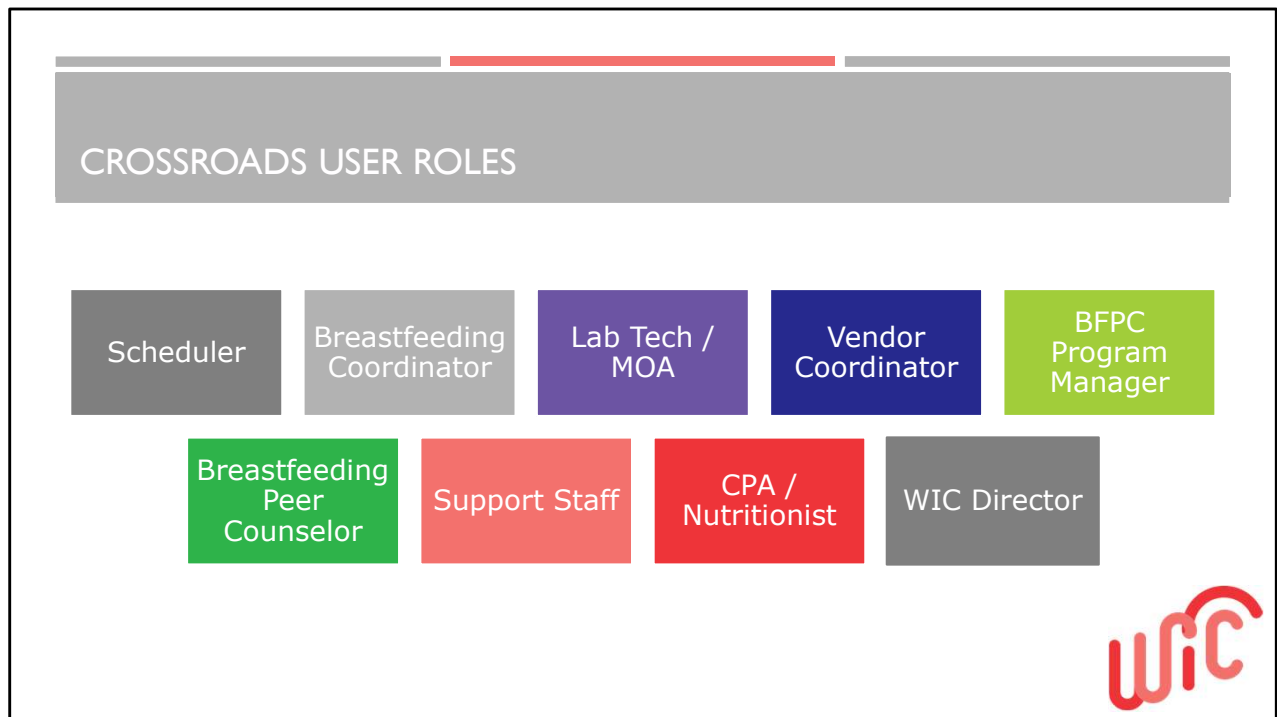 CROSSROADS USER ROLES
Scheduler
Breastfeeding
Coordinator
Lab Tech /
MOA
Vendor
Coordinator
BFPC
Program
Manager
Breastfeeding
Peer
Counselor
Support Staff
CPA /
Nutritionist
WIC Director
WiC